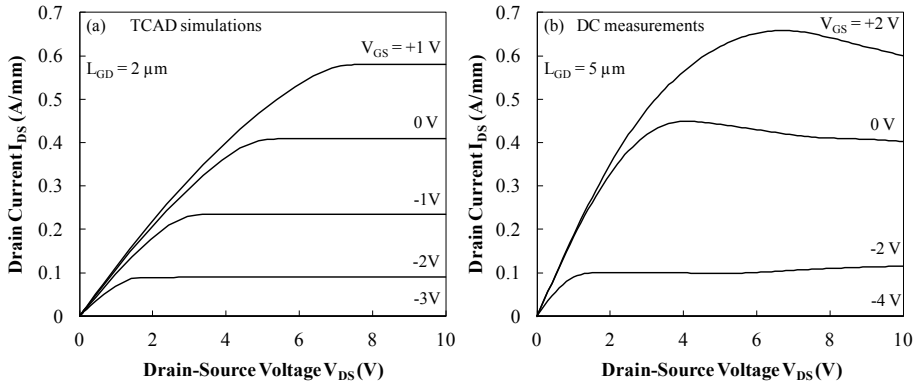 (a) TCAD simulations
V_GS = +1 V
L_GD = 2 µm
0 V
-1V
-2V
-3V
0.7
0.6
0.5
0.4
0.3
0.2
0.1
0
0 2 4 6 8 10
Drain Current I_DS (A/mm)
Drain-Source Voltage V_DS (V)
(b) DC measurements
V_GS = +2 V
L_GD = 5 µm
0 V
-2 V
-4 V
0.7
0.6
0.5
0.4
0.3
0.2
0.1
0
0 2 4 6 8 10
Drain Current I_DS (A/mm)
Drain-Source Voltage V_DS (V)